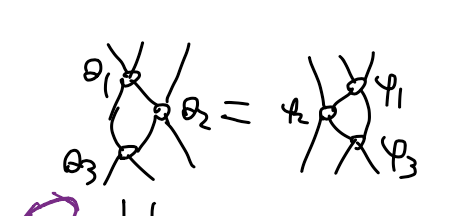 θ₁
θ₂ = φ₂ φ₁
θ₃ φ₃